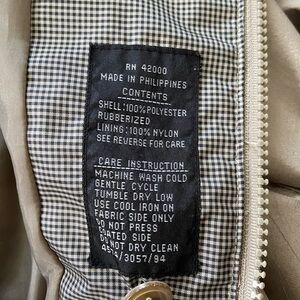 RN 42000
MADE IN PHILIPPINES
CONTENTS
SHELL:100%POLYESTER
RUBBERIZED
LINING:100%NYLON
SEE REVERSE FOR CARE
CARE INSTRUCTION
MACHINE WASH COLD
GENTLE CYCLE
TUMBLE DRY LOW
USE COOL IRON ON
FABRIC SIDE ONLY
DO NOT PRESS
COATED SIDE
DO NOT DRY CLEAN
/3057/94